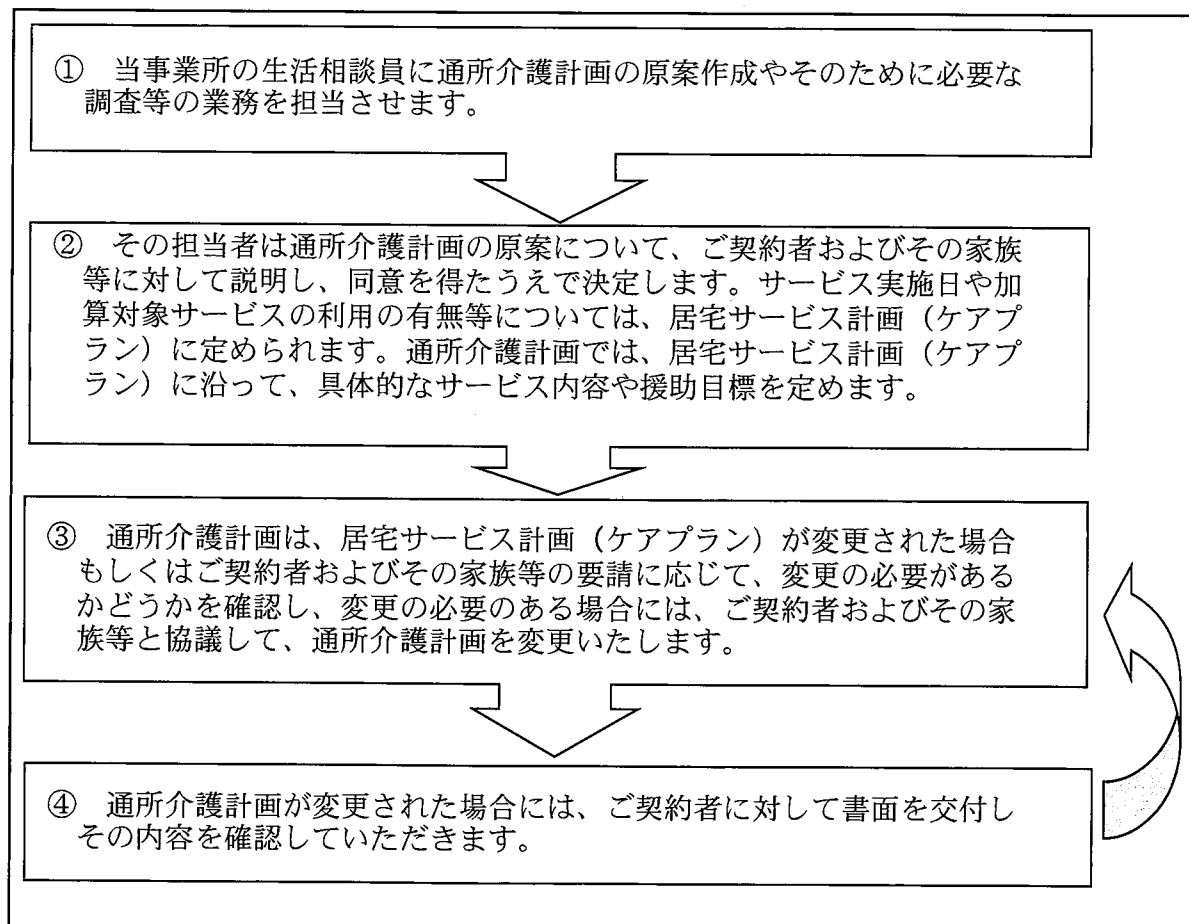 ① 当事業所の生活相談員に通所介護計画の原案作成やそのために必要な
調査等の業務を担当させます。
② その担当者は通所介護計画の原案について、ご契約者およびその家族
等に対して説明し、同意を得たうえで決定します。サービス実施日や加
算対象サービスの利用の有無等については、居宅サービス計画（ケアプ
ラン）に定められます。通所介護計画では、居宅サービス計画（ケアプ
ラン）に沿って、具体的なサービス内容や援助目標を定めます。
③ 通所介護計画は、居宅サービス計画（ケアプラン）が変更された場合
もしくはご契約者およびその家族等の要請に応じて、変更の必要がある
かどうかを確認し、変更の必要のある場合には、ご契約者およびその家
族等と協議して、通所介護計画を変更いたします。
④ 通所介護計画が変更された場合には、ご契約者に対して書面を交付し
その内容を確認していただきます。